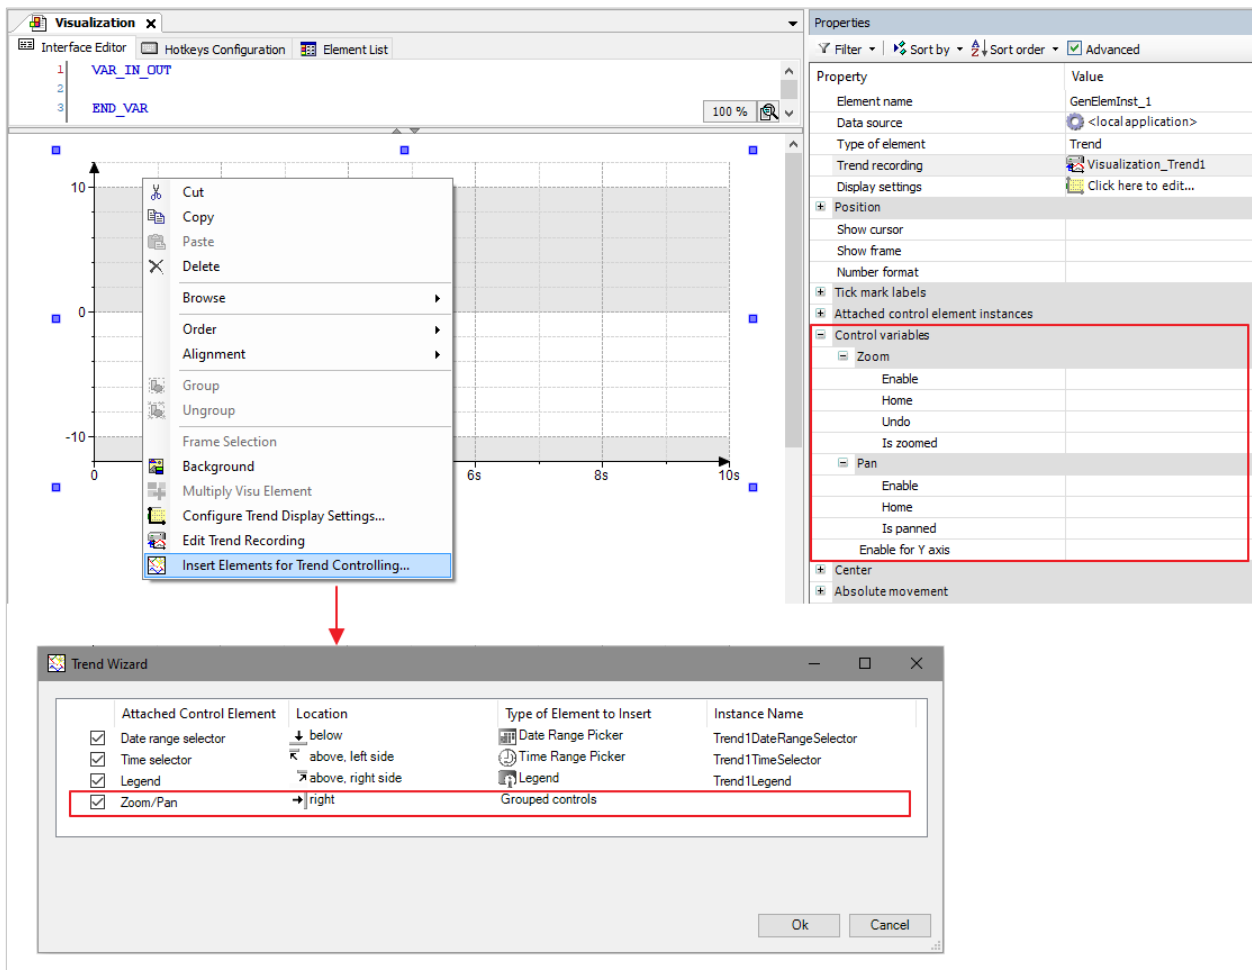 Visualization
Interface Editor Hotkeys Configuration Element List
1 VAR_IN_OUT
2
3 END_VAR
100 %
10
0
-10
0 6s 8s 10s
Cut
Copy
Paste
Delete
Browse
Order
Alignment
Group
Ungroup
Frame Selection
Background
Multiply Visu Element
Configure Trend Display Settings...
Edit Trend Recording
Insert Elements for Trend Controlling...
Properties
Filter Sort by Sort order Advanced
Property Value
Element name GenElemInst_1
Data source <localapplication>
Type of element Trend
Trend recording Visualization_Trend1
Display settings Click here to edit...
Position
Show cursor
Show frame
Number format
Tick mark labels
Attached control element instances
Control variables
Zoom
Enable
Home
Undo
Is zoomed
Pan
Enable
Home
Is panned
Enable for Y axis
Center
Absolute movement
Trend Wizard
Attached Control Element Location Type of Element to Insert Instance Name
Date range selector below Date Range Picker Trend1DateRangeSelector
Time selector above, left side Time Range Picker Trend1TimeSelector
Legend above, right side Legend Trend1Legend
Zoom/Pan right Grouped controls
Ok Cancel